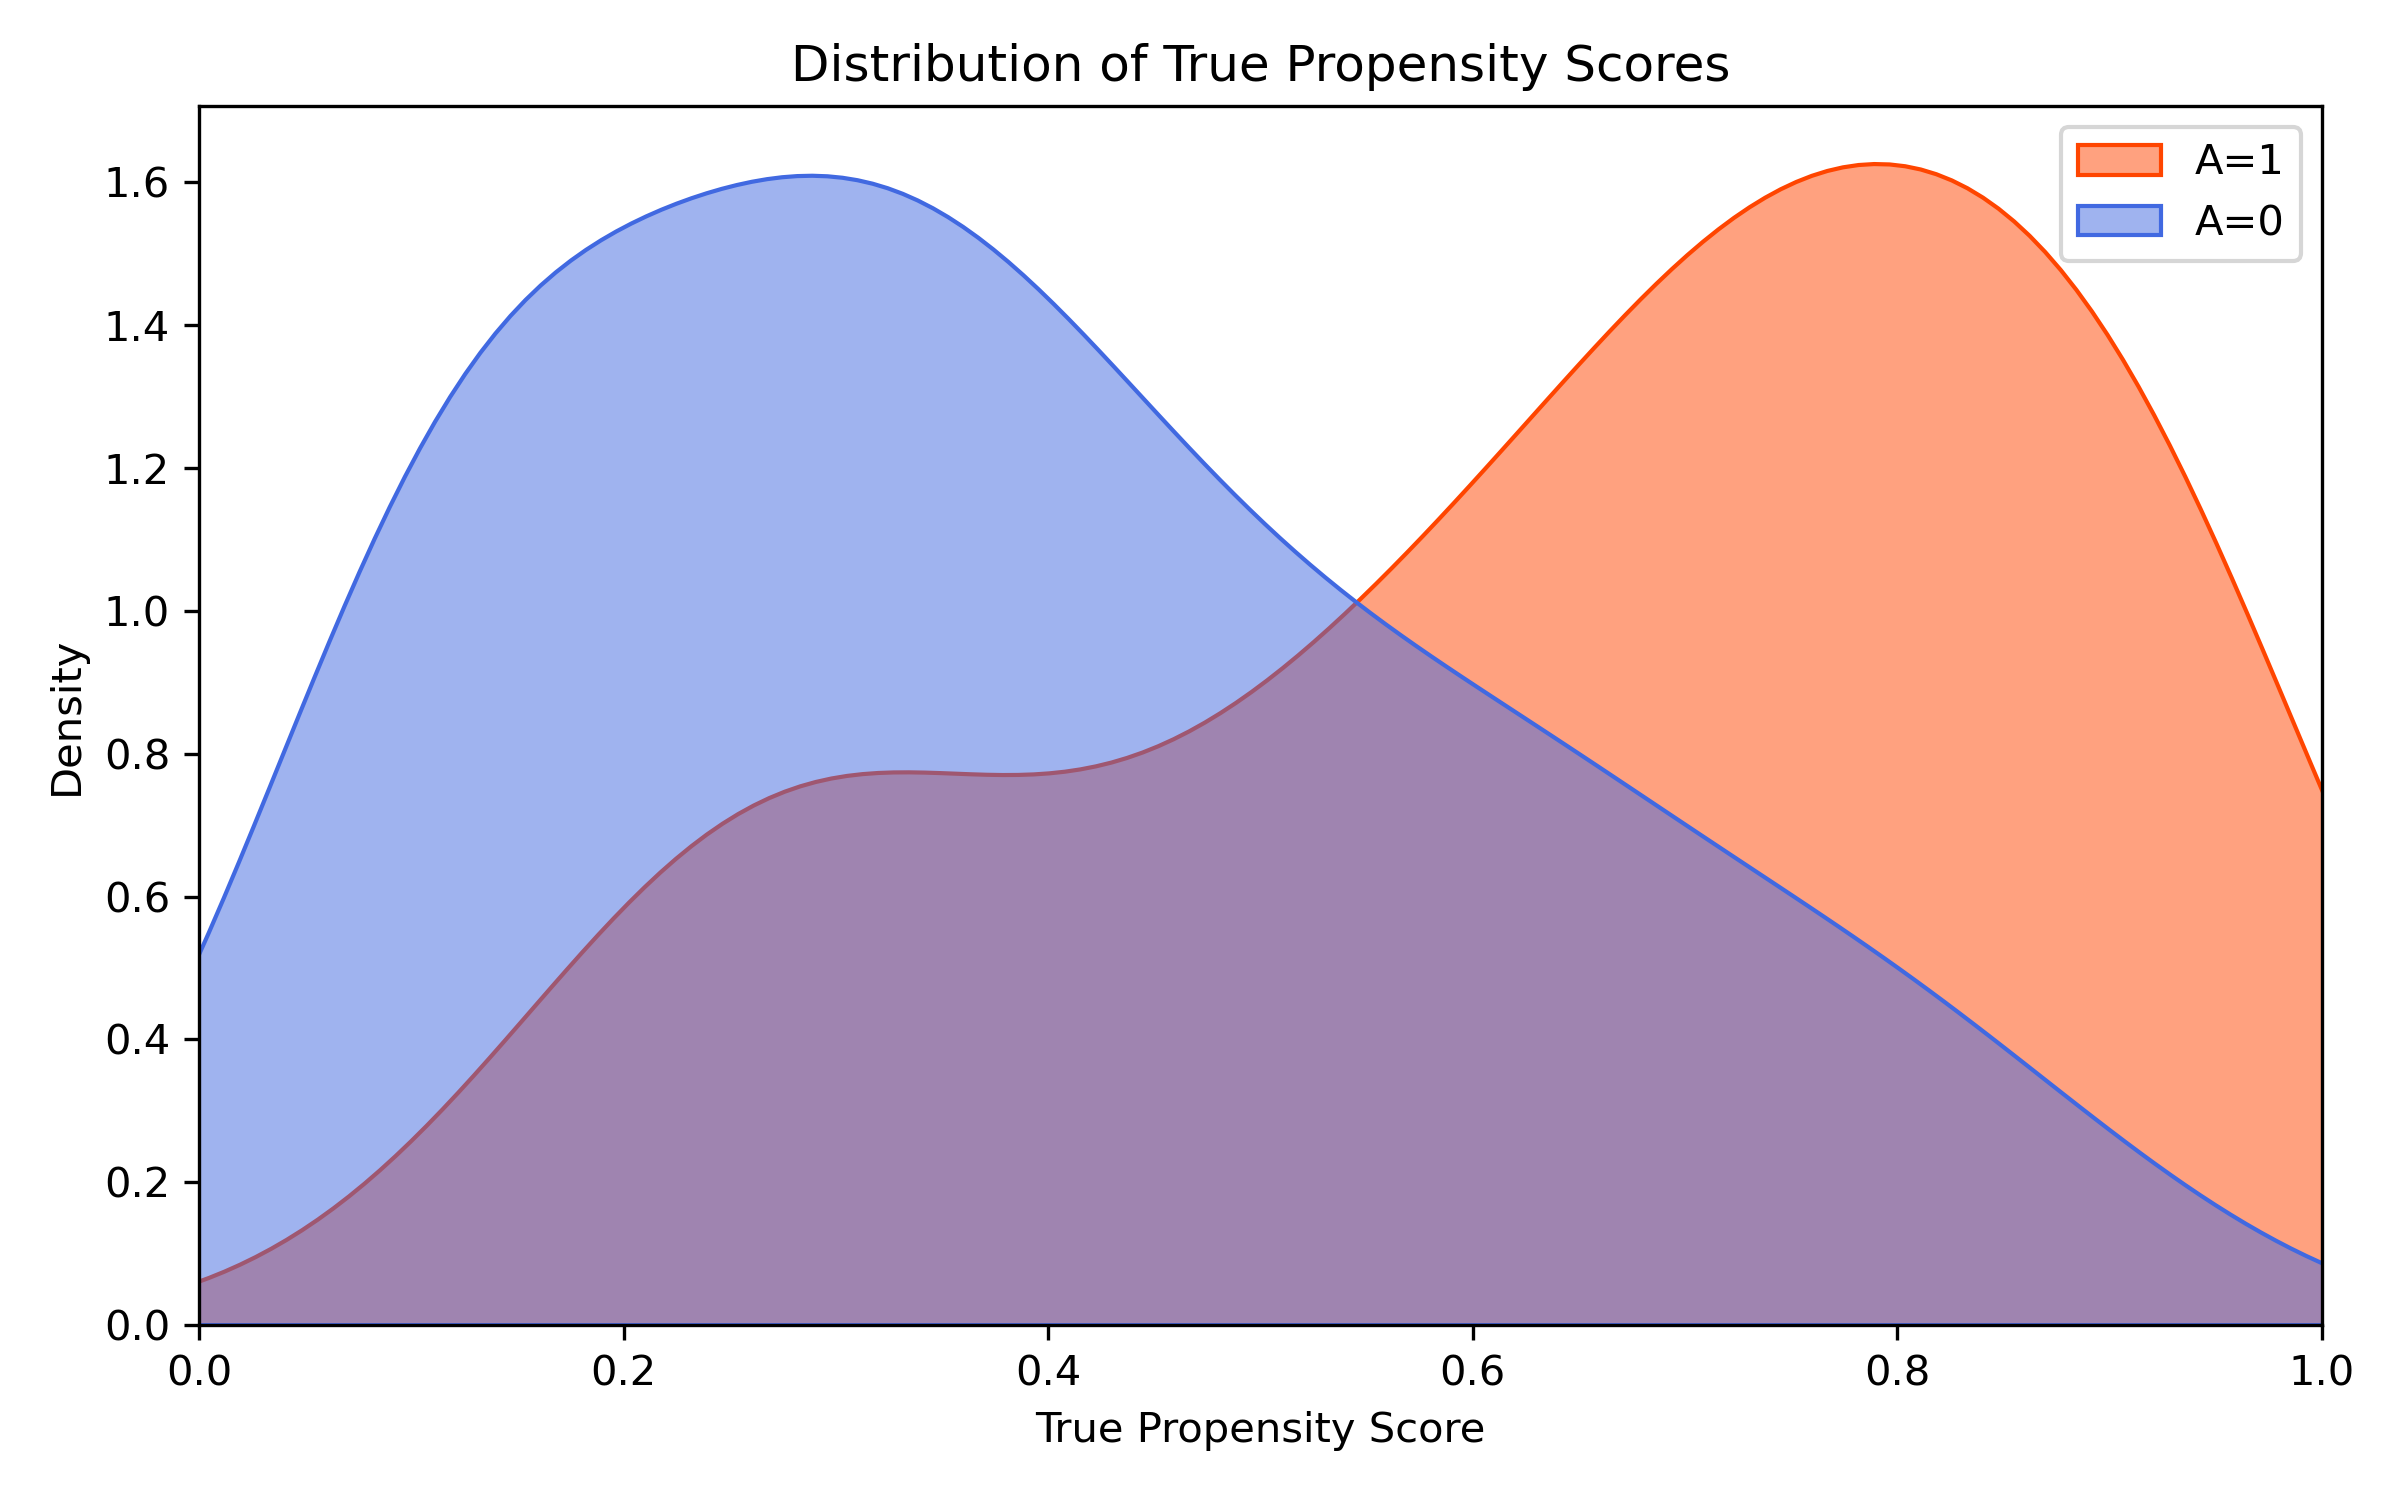 Distribution of True Propensity Scores
A=1
A=0
1.6
1.4
1.2
1.0
0.8
0.6
0.4
0.2
0.0
Density
0.0 0.2 0.4 0.6 0.8 1.0
True Propensity Score